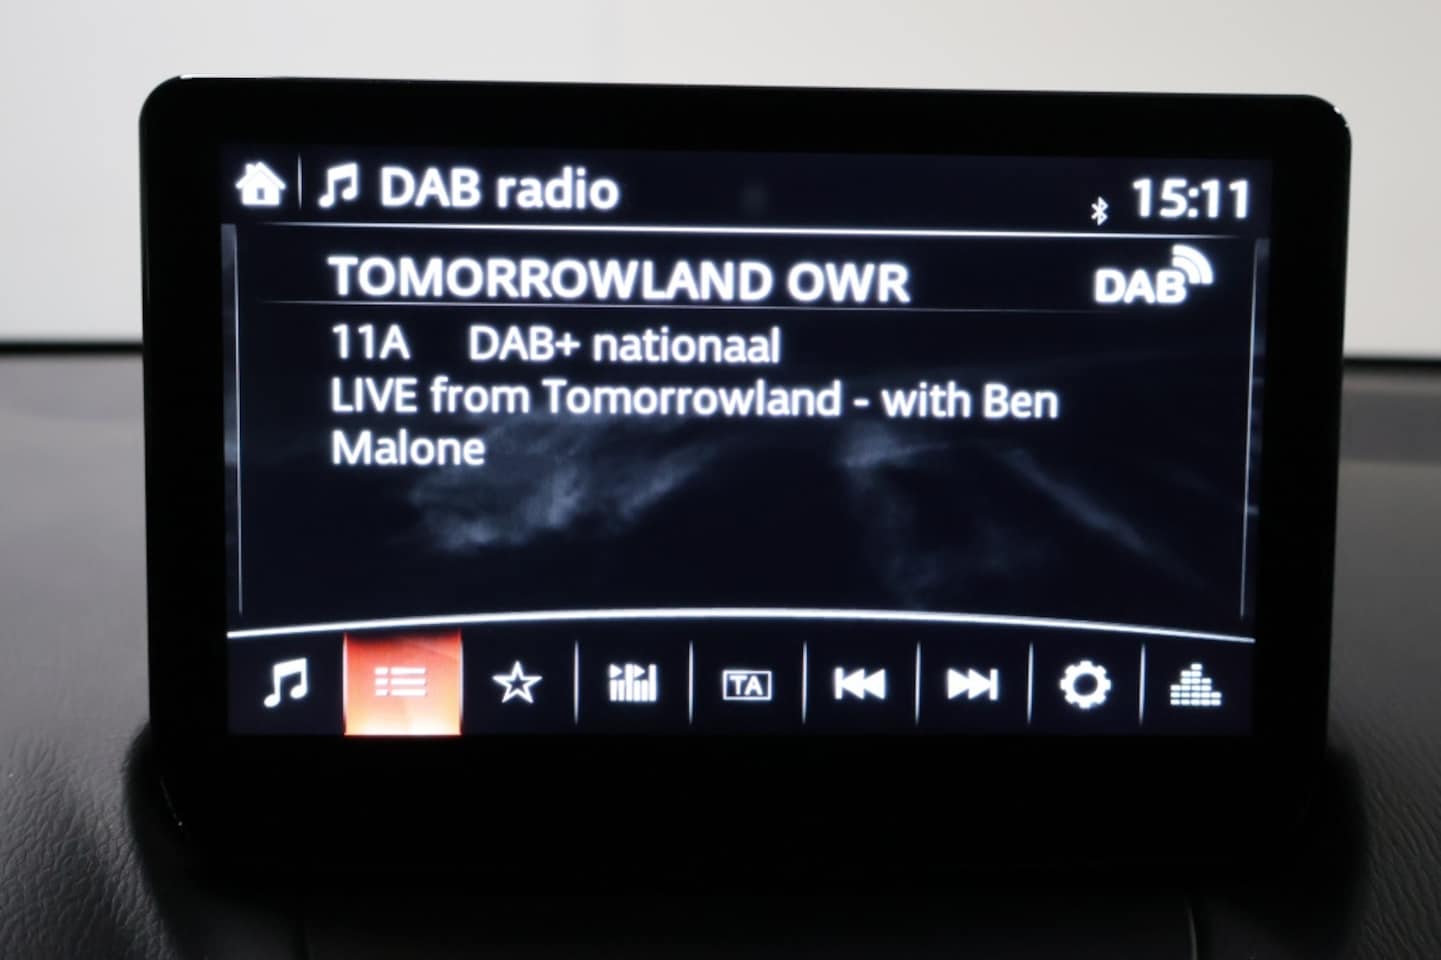 DAB radio 15:11
TOMORROWLAND OWR DAB
11A DAB+ nationaal
LIVE from Tomorrowland - with Ben
Malone
TA